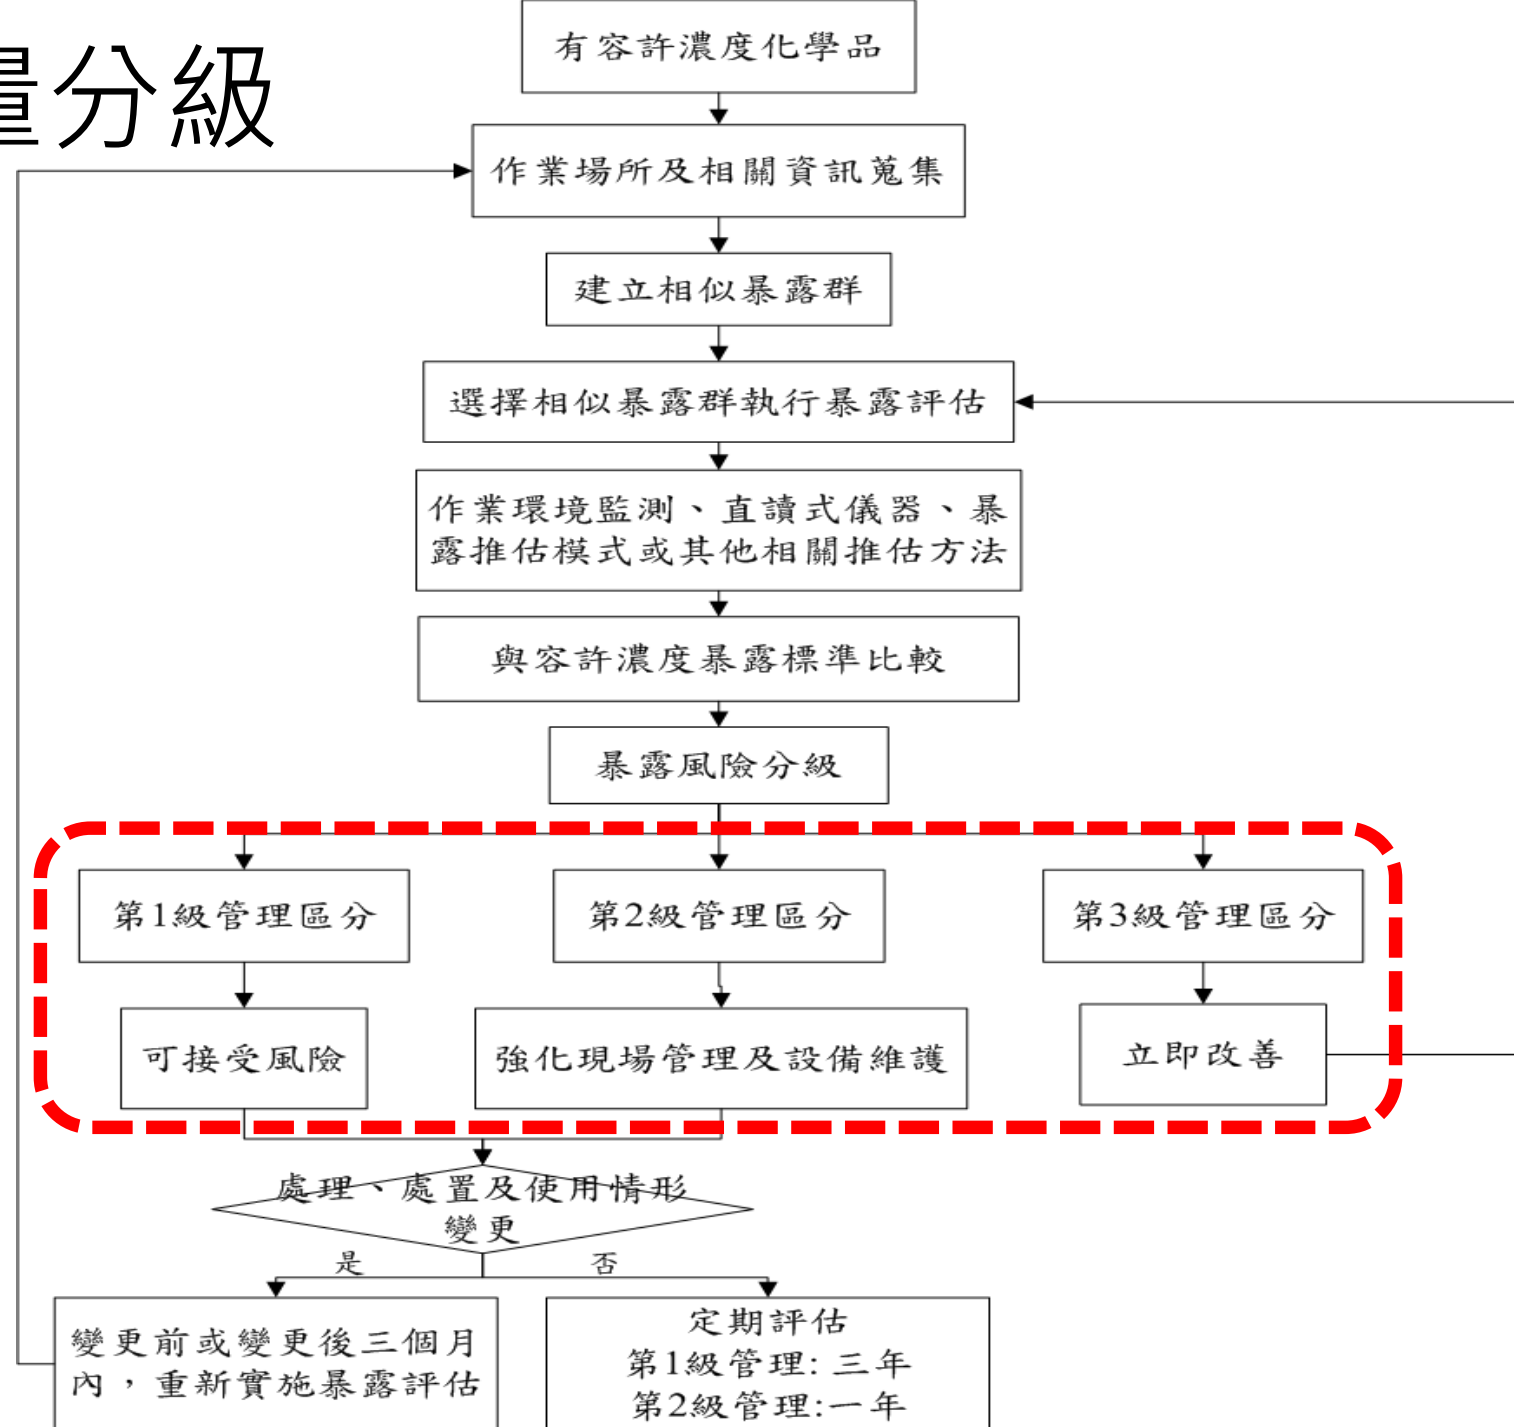 量分級
有容許濃度化學品
作業場所及相關資訊蒐集
建立相似暴露群
選擇相似暴露群執行暴露評估
作業環境監測、直讀式儀器、暴
露推估模式或其他相關推估方法
與容許濃度暴露標準比較
暴露風險分級
第1級管理區分
第2級管理區分
第3級管理區分
可接受風險
強化現場管理及設備維護
立即改善
處理、處置及使用情形
變更
是
否
變更前或變更後三個月
內，重新實施暴露評估
定期評估
第1級管理: 三年
第2級管理:一年